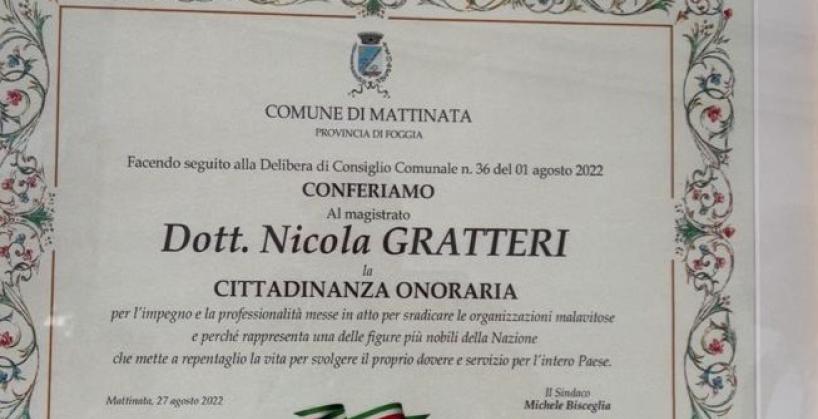 COMUNE DI MATTINATA
PROVINCIA DI FOGGIA
Facendo seguito alla Delibera di Consiglio Comunale n. 36 del 01 agosto 2022
CONFERIAMO
Al magistrato
Dott. Nicola GRATTERI
la
CITTADINANZA ONORARIA
per l'impegno e la professionalità messe in atto per sradicare le organizzazioni malavitose
e perché rappresenta una delle figure più nobili della Nazione
che mette a repentaglio la vita per svolgere il proprio dovere e servizio per l'intero Paese.
Mattinata, 27 agosto 2022
Il Sindaco
Michele Bisceglia